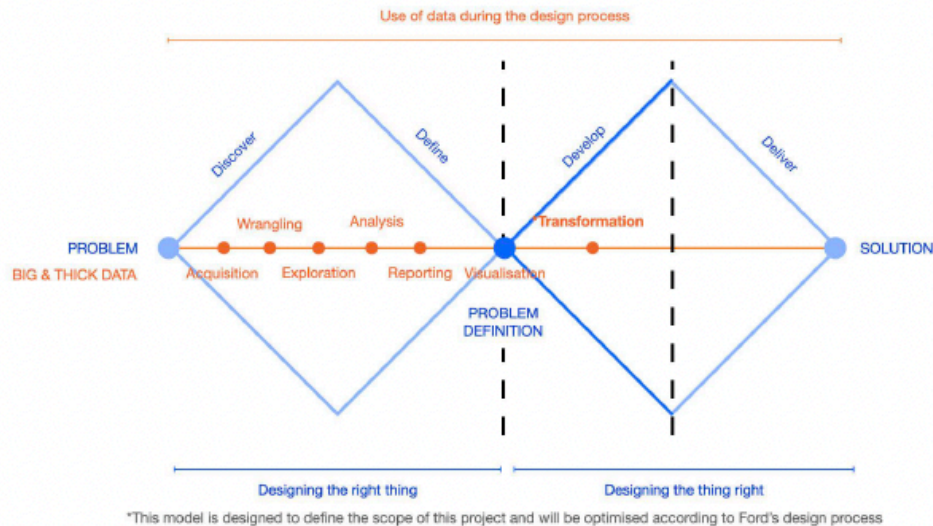 Use of data during the design process
Discover
Define
Develop
Deliver
Wrangling
Analysis
*Transformation
PROBLEM
SOLUTION
BIG & THICK DATA
Acquisition
Exploration
Reporting
Visualisation
PROBLEM
DEFINITION
Designing the right thing
Designing the thing right
*This model is designed to define the scope of this project and will be optimised according to Ford's design process